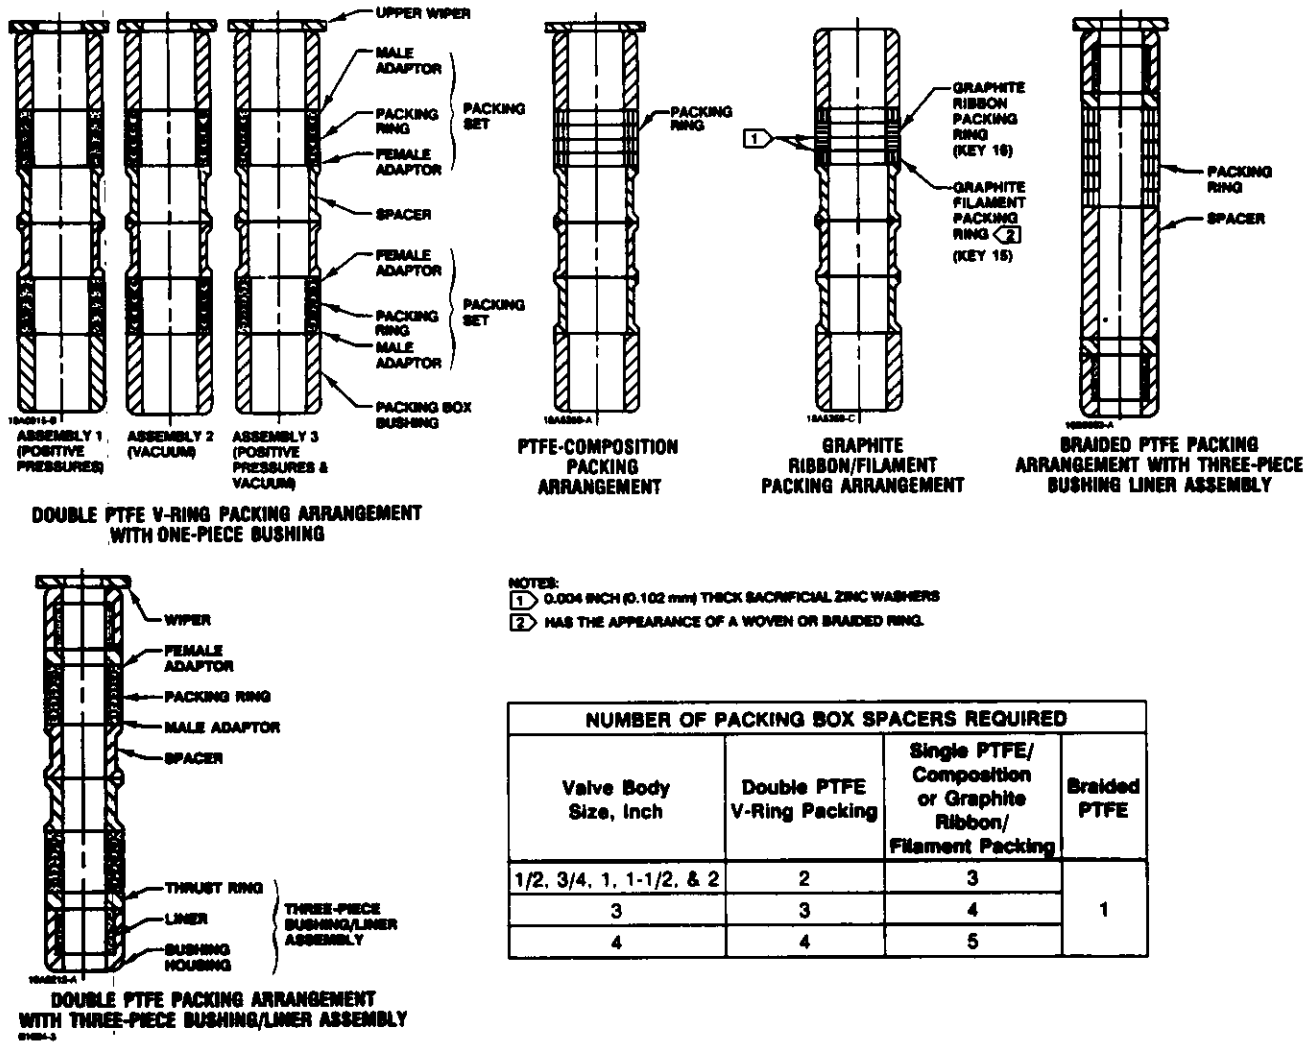 UPPER WIPER
MALE
ADAPTOR
PACKING
RING
FEMALE
ADAPTOR
PACKING
SET
SPACER
FEMALE
ADAPTOR
PACKING
RING
MALE
ADAPTOR
PACKING
SET
PACKING BOX
BUSHING
ASSEMBLY 1
(POSITIVE
PRESSURES)
ASSEMBLY 2
(VACUUM)
ASSEMBLY 3
(POSITIVE
PRESSURES &
VACUUM)
DOUBLE PTFE V-RING PACKING ARRANGEMENT
WITH ONE-PIECE BUSHING
PACKING
RING
PTFE-COMPOSITION
PACKING
ARRANGEMENT
1
GRAPHITE
RIBBON
PACKING
RING
(KEY 16)
GRAPHITE
FILAMENT
PACKING
RING 2
(KEY 15)
GRAPHITE
RIBBON/FILAMENT
PACKING ARRANGEMENT
PACKING
RING
SPACER
BRAIDED PTFE PACKING
ARRANGEMENT WITH THREE-PIECE
BUSHING LINER ASSEMBLY
WIPER
FEMALE
ADAPTOR
PACKING RING
MALE ADAPTOR
SPACER
THRUST RING
LINER
BUSHING
HOUSING
THREE-PIECE
BUSHING/LINER
ASSEMBLY
DOUBLE PTFE PACKING ARRANGEMENT
WITH THREE-PIECE BUSHING/LINER ASSEMBLY
NOTES:
1 0.004 INCH (0.102 mm) THICK SACRIFICIAL ZINC WASHERS
2 HAS THE APPEARANCE OF A WOVEN OR BRAIDED RING.
NUMBER OF PACKING BOX SPACERS REQUIRED
Valve Body
Size, Inch
Double PTFE
V-Ring Packing
Single PTFE/
Composition
or Graphite
Ribbon/
Filament Packing
Braided
PTFE
1/2, 3/4, 1, 1-1/2, & 2 2 3
3 3 4
4 4 5
1